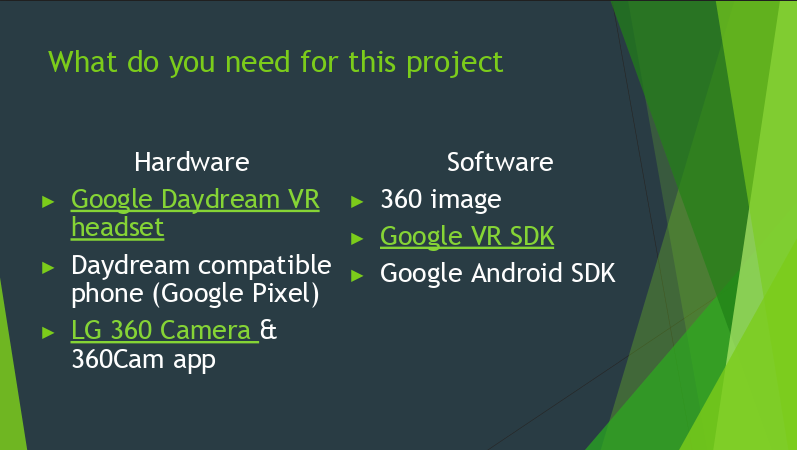 What do you need for this project
Hardware
Google Daydream VR
headset
Daydream compatible
phone (Google Pixel)
LG 360 Camera &
360Cam app
Software
360 image
Google VR SDK
Google Android SDK